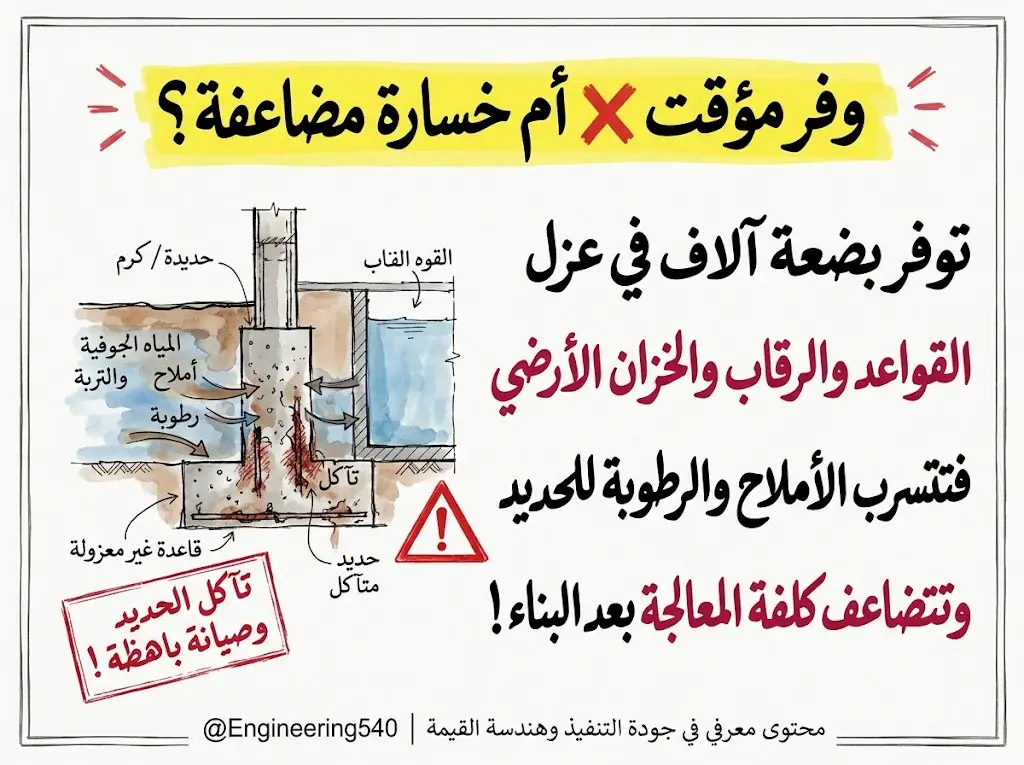 وفر مؤقت ❌ أم خسارة مضاعفة؟
توفر بضعة آلاف في عزل
القواعد والرقاب والخزان الأرضي
فتتسرب الأملاح والرطوبة للحديد
وتتضاعف كلفة المعالجة بعد البناء!
حديدة/كرم
القوه الفاب
المياه الجوفية
أملاح والتربة
رطوبة
تآكل
قاعدة غير معزولة
حديد
متآكل
تآكل الحديد
وصيانة باهظة!
محتوى معرفي في جودة التنفيذ وهندسة القيمة | @Engineering540